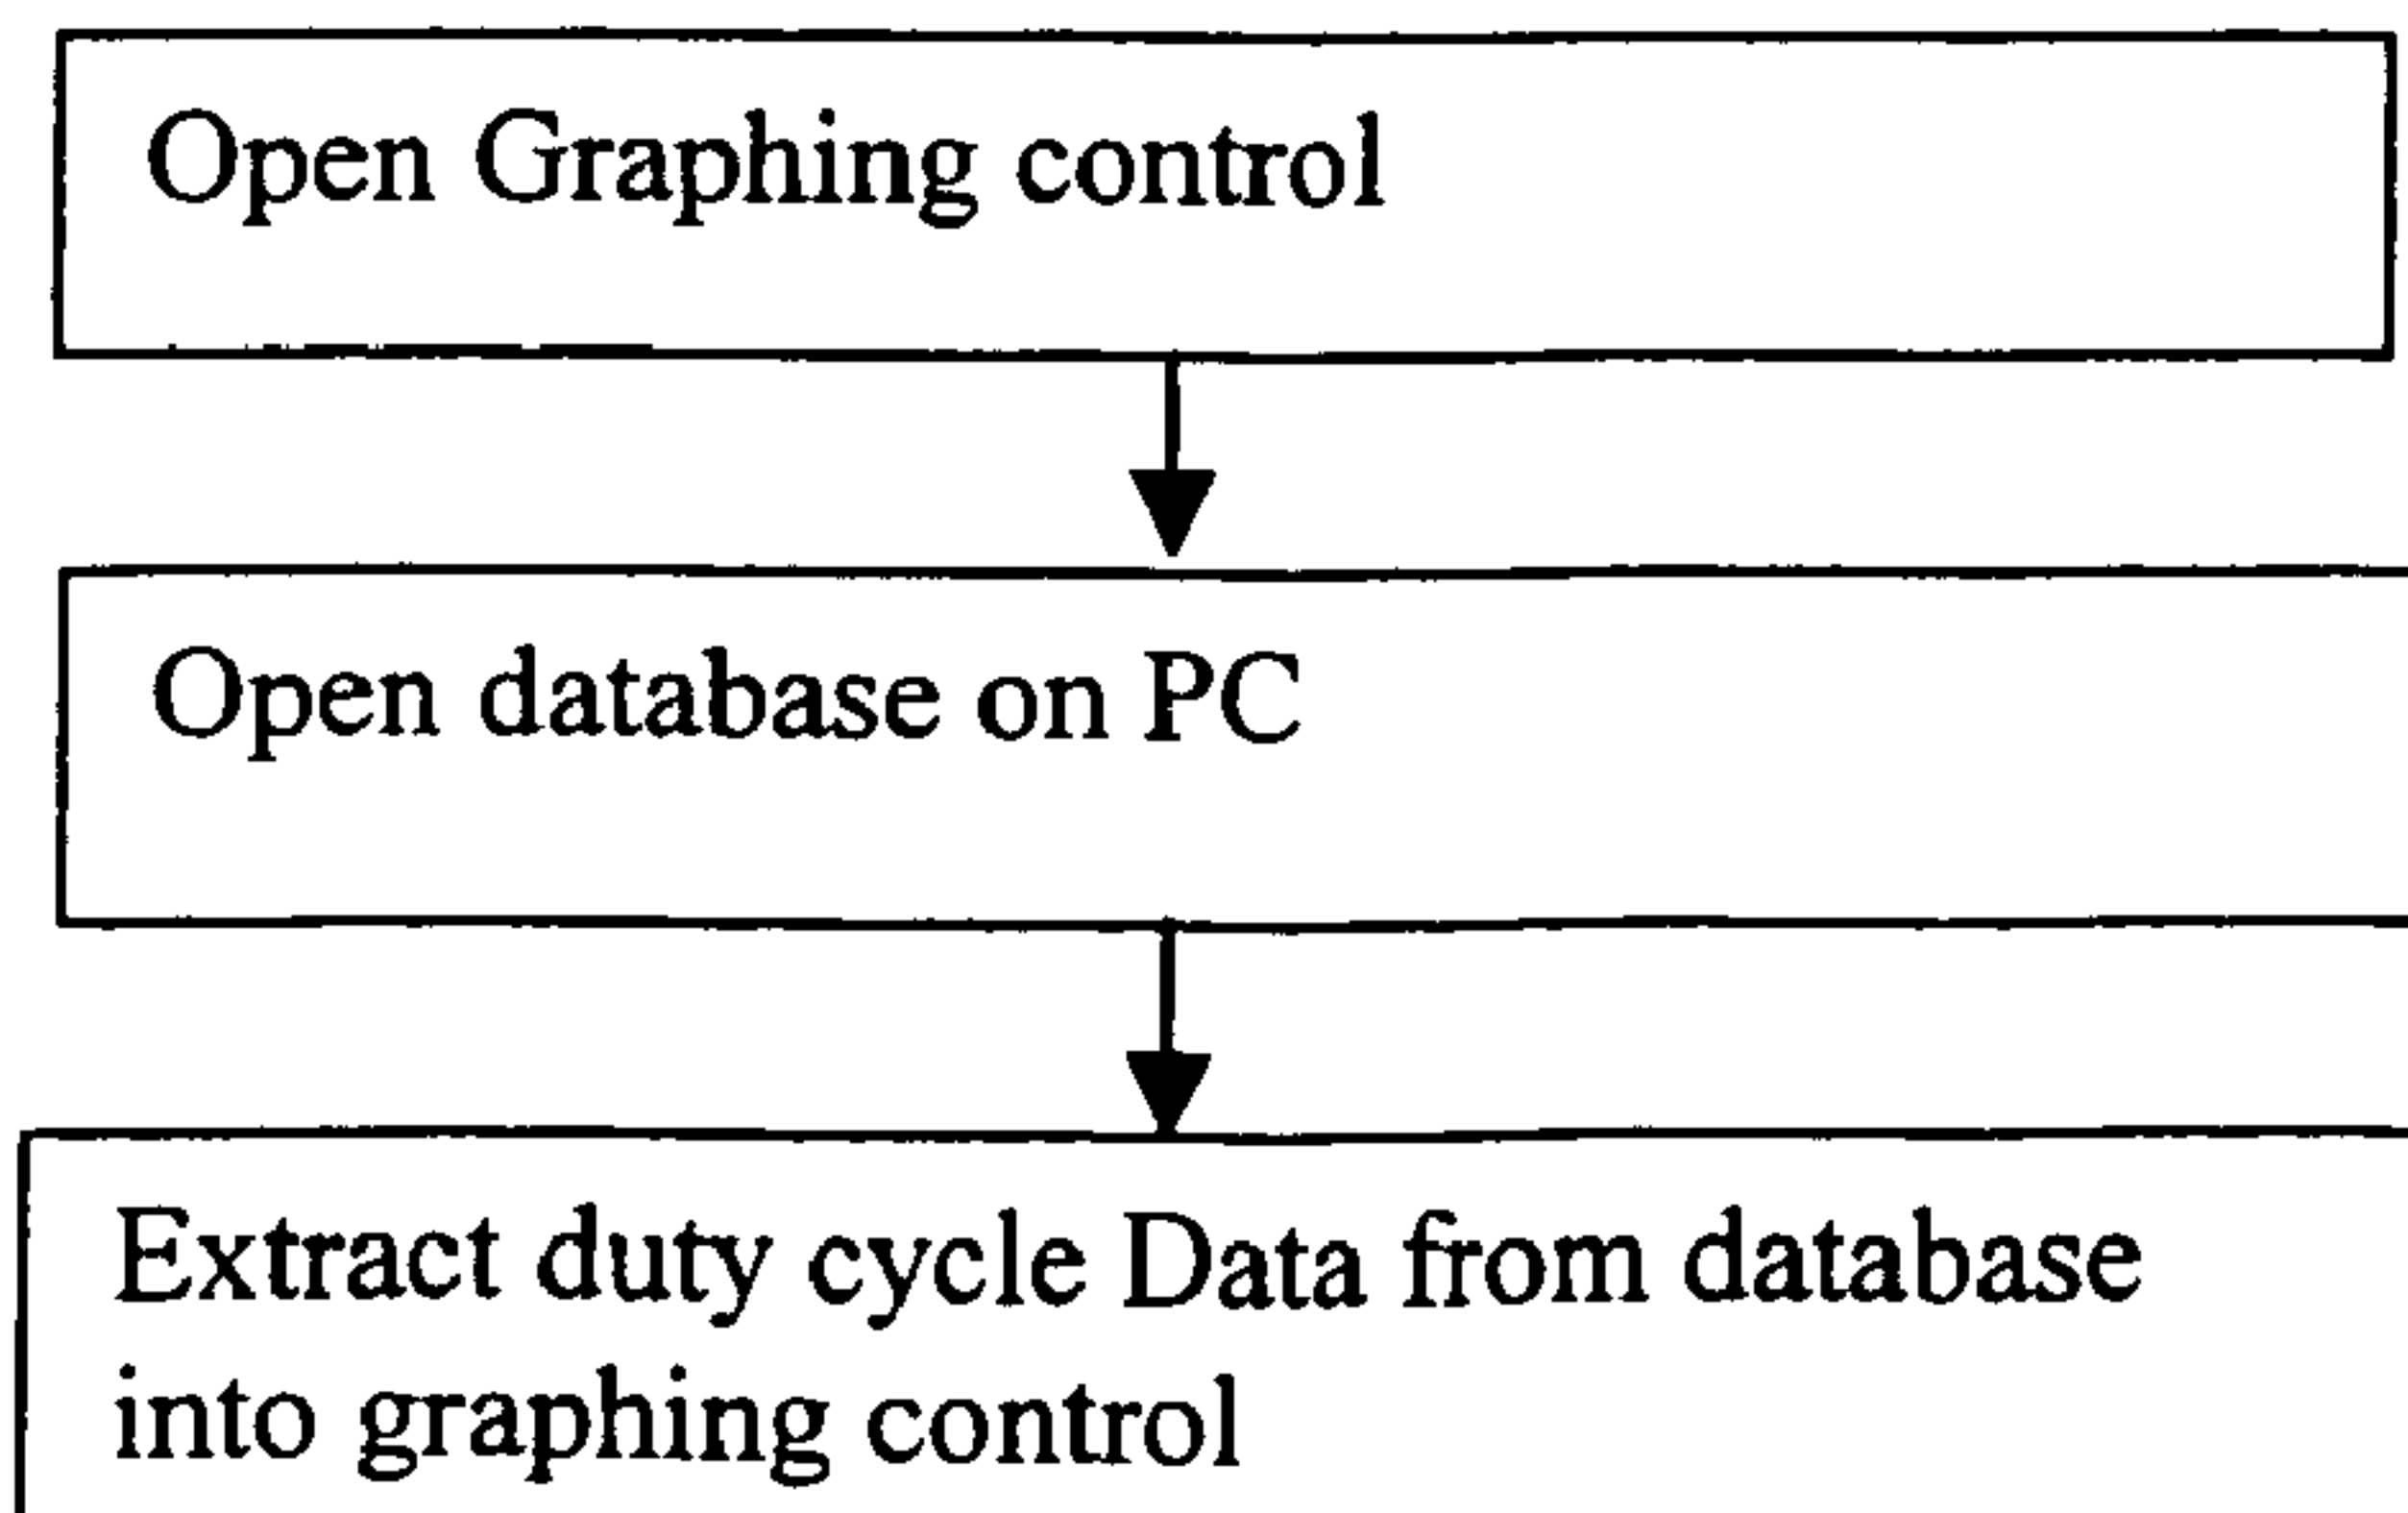 Open Graphing control
Open database on PC
Extract duty cycle Data from database
into graphing control